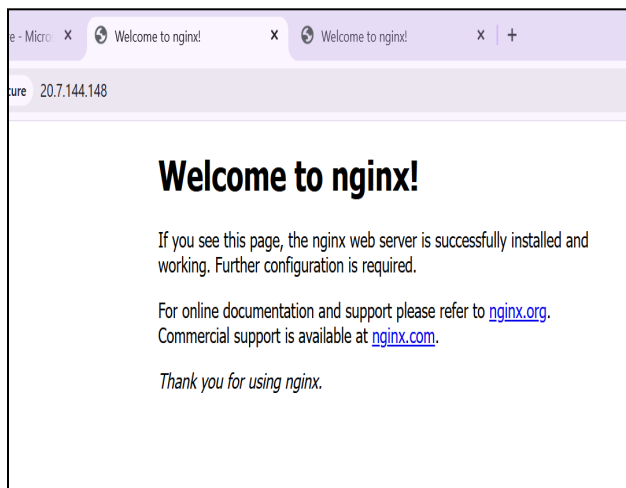 re - Micro
Welcome to nginx!
Welcome to nginx!
cure 20.7.144.148
Welcome to nginx!
If you see this page, the nginx web server is successfully installed and
working. Further configuration is required.
For online documentation and support please refer to nginx.org.
Commercial support is available at nginx.com.
Thank you for using nginx.